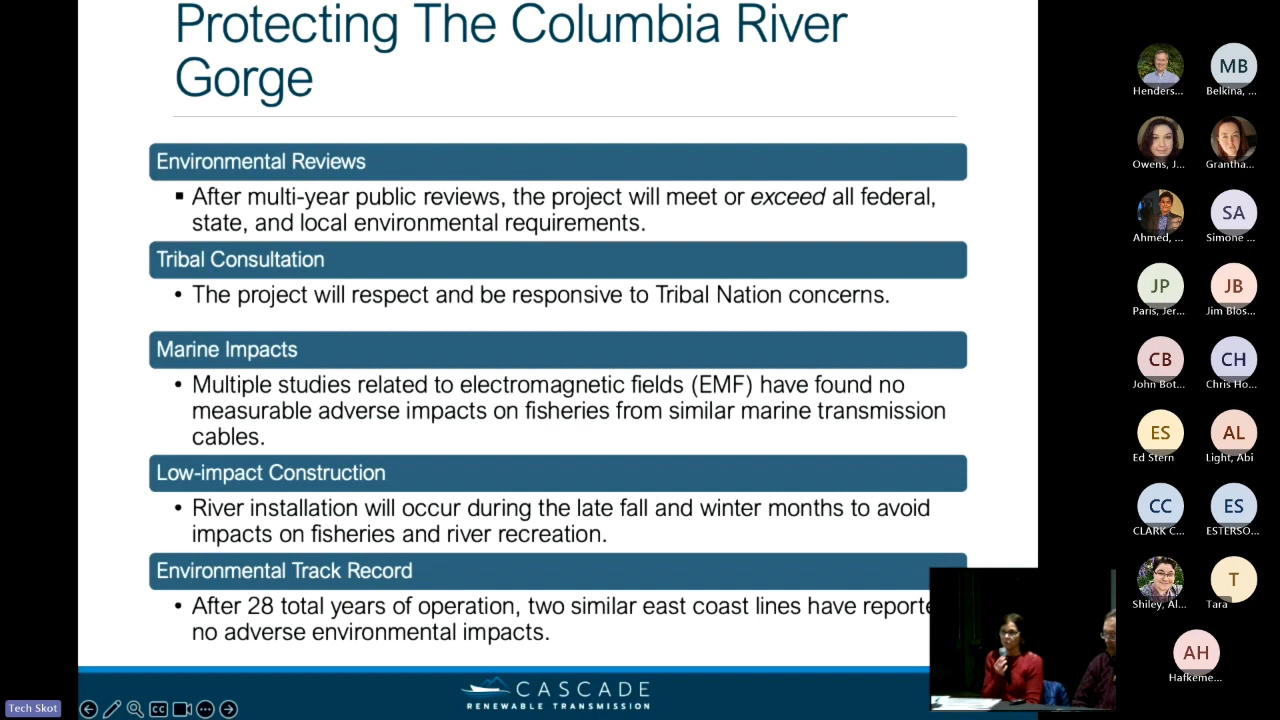 Protecting The Columbia River
Gorge
Environmental Reviews
▪ After multi-year public reviews, the project will meet or exceed all federal,
state, and local environmental requirements.
Tribal Consultation
• The project will respect and be responsive to Tribal Nation concerns.
Marine Impacts
• Multiple studies related to electromagnetic fields (EMF) have found no
measurable adverse impacts on fisheries from similar marine transmission
cables.
Low-impact Construction
• River installation will occur during the late fall and winter months to avoid
impacts on fisheries and river recreation.
Environmental Track Record
• After 28 total years of operation, two similar east coast lines have reporte
no adverse environmental impacts.
CASCADE
RENEWABLE TRANSMISSION
Tech Skot
CC
Henders...
MB
Belkina, ...
Owens, J...
Grantha...
Ahmed, ...
SA
Simone ...
JP
Paris, Jer...
JB
Jim Blos...
CB
John Bot...
CH
Chris Ho...
ES
Ed Stern
AL
Light, Abi
CC
CLARK C...
ES
ESTERSO...
Shiley, Al...
T
Tara
AH
Hafkeme...